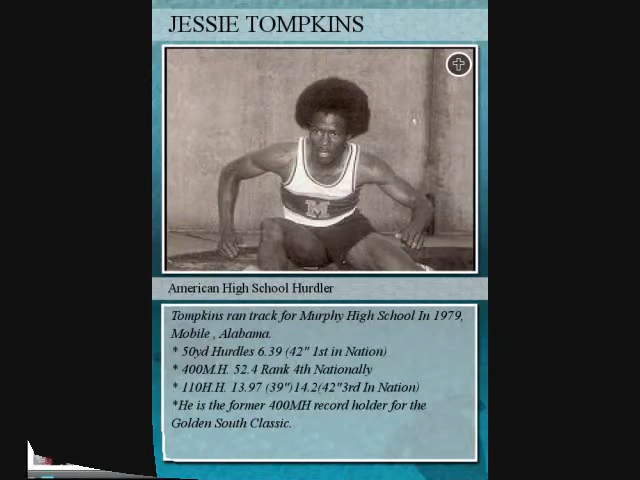 JESSIE TOMPKINS
M
American High School Hurdler
Tompkins ran track for Murphy High School In 1979,
Mobile , Alabama.
* 50yd Hurdles 6.39 (42" 1st in Nation)
* 400M.H. 52.4 Rank 4th Nationally
* 110H.H. 13.97 (39")14.2(42"3rd In Nation)
*He is the former 400MH record holder for the
Golden South Classic.